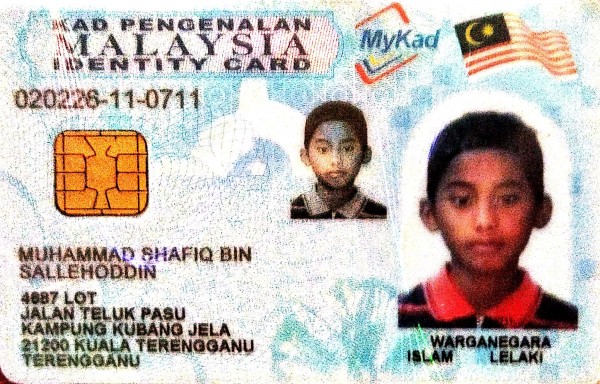 KAD PENGENALAN
MALAYSIA
IDENTITY CARD
MyKad
020226-11-0711
MUHAMMAD SHAFIQ BIN
SALLEHODDIN
4687 LOT
JALAN TELUK PASU
KAMPUNG KUBANG JELA
21200 KUALA TERENGGANU
TERENGGANU
WARGANEGARA
ISLAM LELAKI